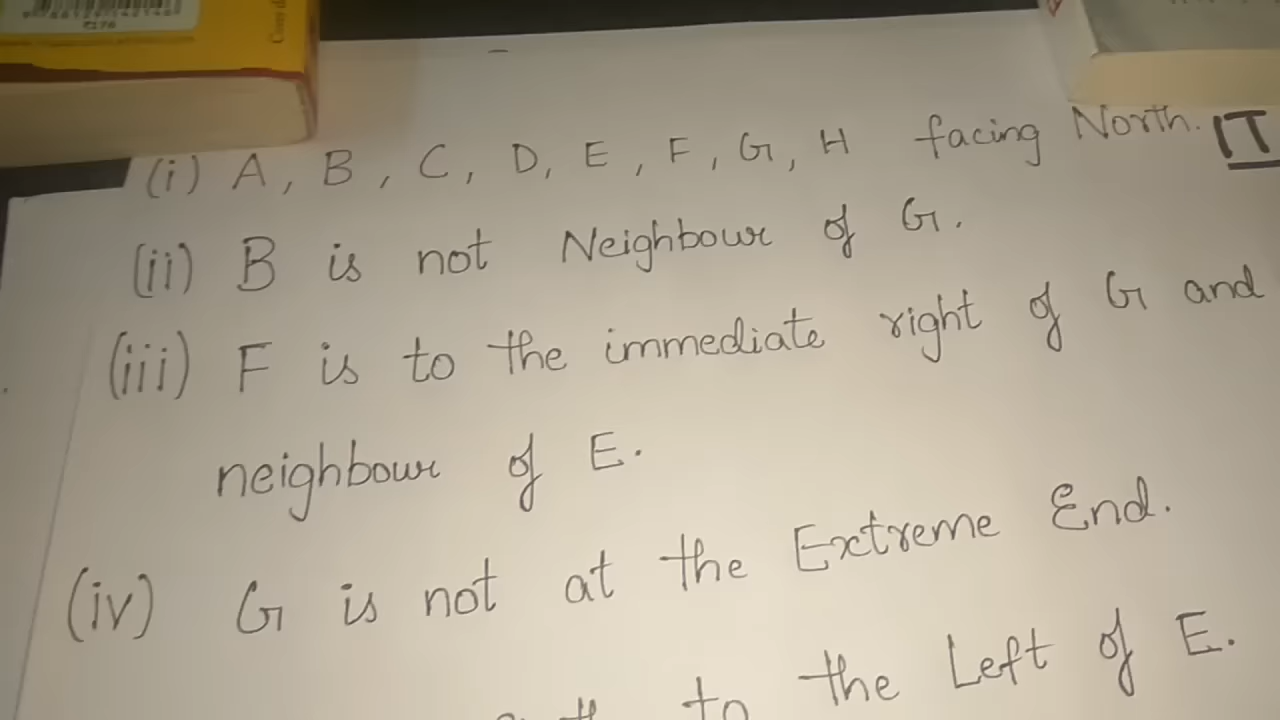 ₹176
(i) A, B, C, D, E, F, G, H facing North. IT
(ii) B is not Neighbour of G.
(iii) F is to the immediate right of G and
neighbour of E.
(iv) G is not at the Extreme End.
to the Left of E.